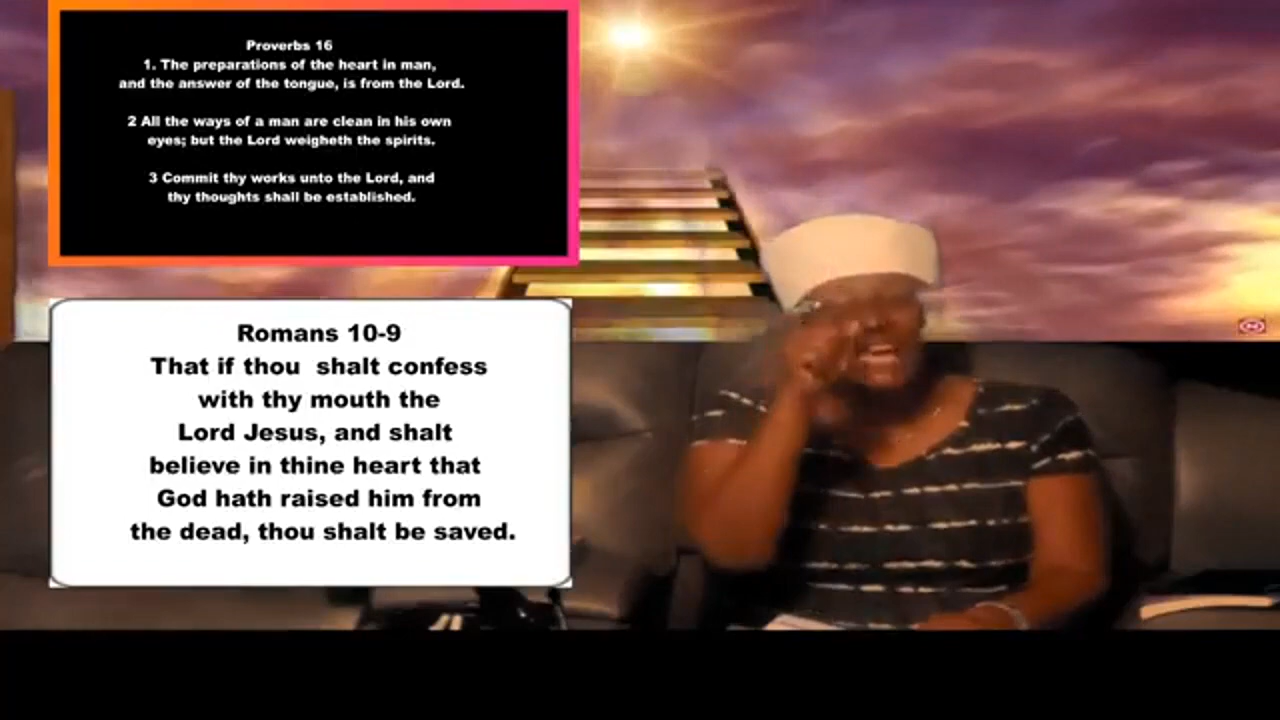 Proverbs 16
1. The preparations of the heart in man,
and the answer of the tongue, is from the Lord.
2 All the ways of a man are clean in his own
eyes; but the Lord weigheth the spirits.
3 Commit thy works unto the Lord, and
thy thoughts shall be established.
Romans 10-9
That if thou shalt confess
with thy mouth the
Lord Jesus, and shalt
believe in thine heart that
God hath raised him from
the dead, thou shalt be saved.